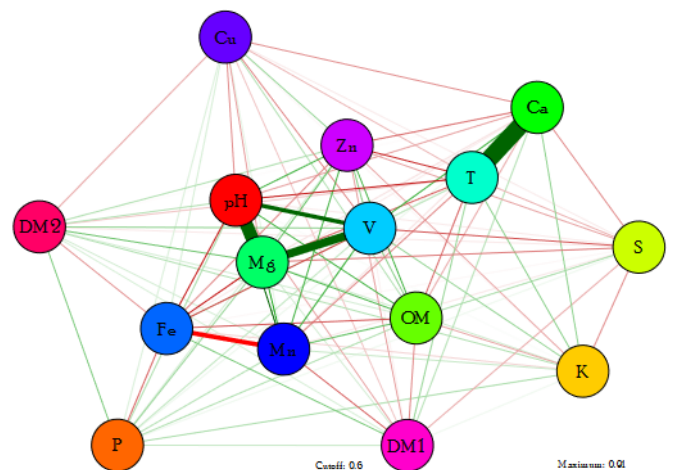 Cu
Ca
Zn
T
pH
DM2
V
S
Mg
OM
Fe
Mn
K
P
DM1
Cutoff: 0.6
Maximum: 0.91